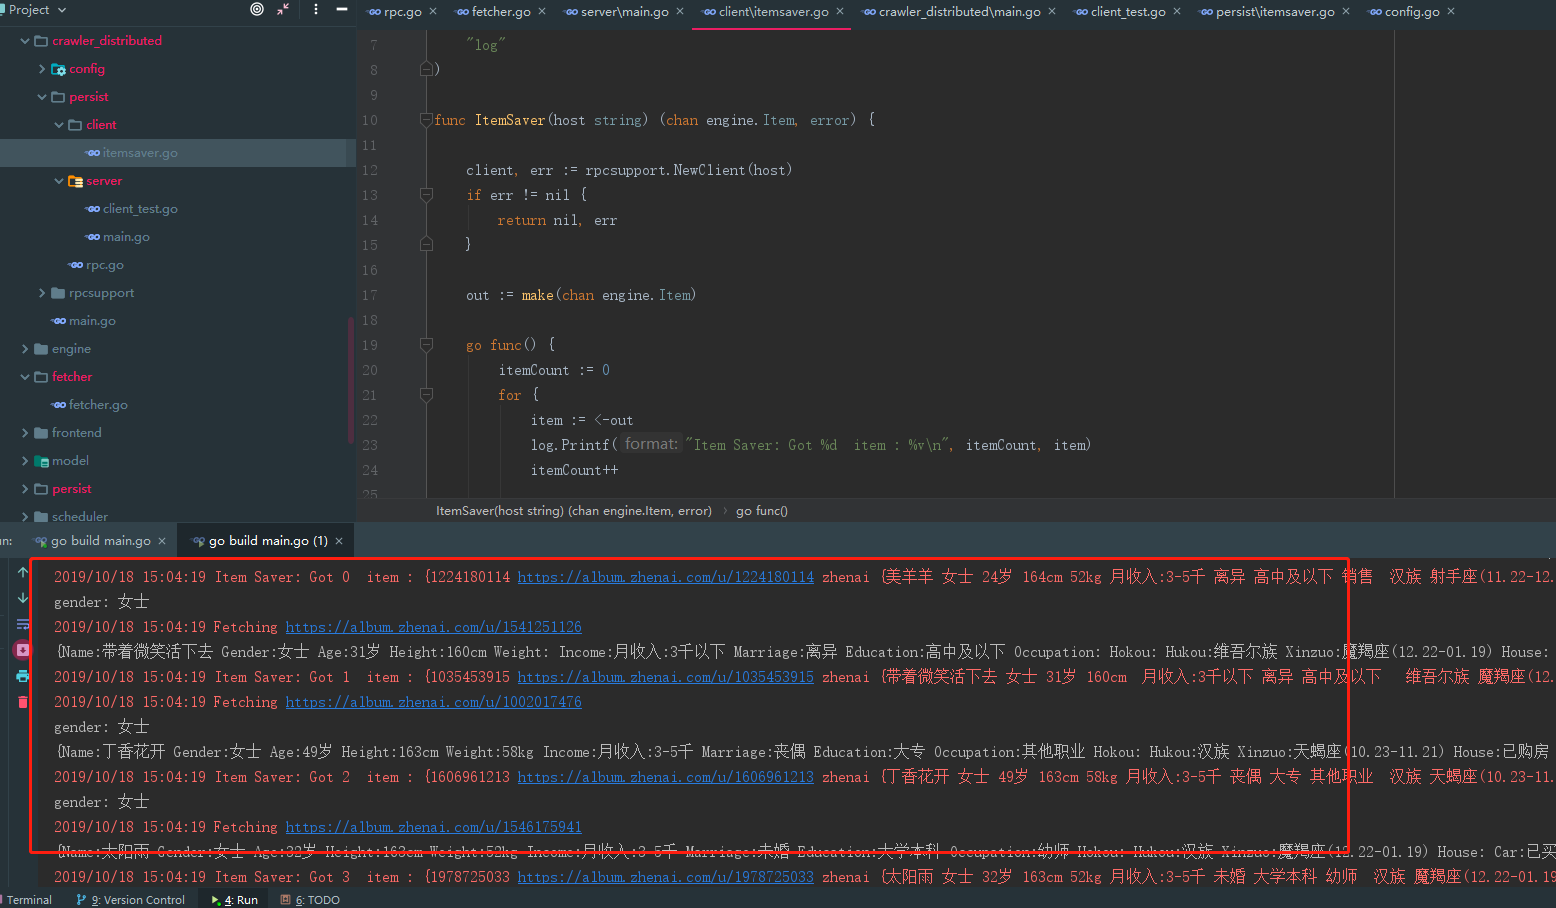 Project
rpc.go
fetcher.go
server\main.go
client\itemsaver.go
crawler_distributed\main.go
client_test.go
persist\itemsaver.go
config.go
crawler_distributed
config
persist
client
itemsaver.go
server
client_test.go
main.go
rpc.go
rpcsupport
main.go
engine
fetcher
fetcher.go
frontend
model
persist
scheduler
7 "log"
8 )
9
10 func ItemSaver(host string) (chan engine.Item, error) {
11
12 client, err := rpcsupport.NewClient(host)
13 if err != nil {
14 return nil, err
15 }
16
17 out := make(chan engine.Item)
18
19 go func() {
20 itemCount := 0
21 for {
22 item := <-out
23 log.Printf( format: "Item Saver: Got %d  item : %v\n", itemCount, item)
24 itemCount++
25
ItemSaver(host string) (chan engine.Item, error) › go func()
un: go build main.go × go build main.go (1) ×
2019/10/18 15:04:19 Item Saver: Got 0  item : {1224180114 https://album.zhenai.com/u/1224180114 zhenai {美羊羊 女士 24岁 164cm 52kg 月收入:3-5千 离异 高中及以下 销售  汉族 射手座(11.22-12.
gender: 女士
2019/10/18 15:04:19 Fetching https://album.zhenai.com/u/1541251126
{Name:带着微笑活下去 Gender:女士 Age:31岁 Height:160cm Weight: Income:月收入:3千以下 Marriage:离异 Education:高中及以下 Occupation: Hokou: Hukou:维吾尔族 Xinzuo:魔羯座(12.22-01.19) House:
2019/10/18 15:04:19 Item Saver: Got 1  item : {1035453915 https://album.zhenai.com/u/1035453915 zhenai {带着微笑活下去 女士 31岁 160cm  月收入:3千以下 离异 高中及以下   维吾尔族 魔羯座(12.
2019/10/18 15:04:19 Fetching https://album.zhenai.com/u/1002017476
gender: 女士
{Name:丁香花开 Gender:女士 Age:49岁 Height:163cm Weight:58kg Income:月收入:3-5千 Marriage:丧偶 Education:大专 Occupation:其他职业 Hokou: Hukou:汉族 Xinzuo:天蝎座(10.23-11.21) House:已购房
2019/10/18 15:04:19 Item Saver: Got 2  item : {1606961213 https://album.zhenai.com/u/1606961213 zhenai {丁香花开 女士 49岁 163cm 58kg 月收入:3-5千 丧偶 大专 其他职业  汉族 天蝎座(10.23-11.
gender: 女士
2019/10/18 15:04:19 Fetching https://album.zhenai.com/u/1546175941
{Name:太阳雨 Gender:女士 Age:32岁 Height:163cm Weight:52kg Income:月收入:3-5千 Marriage:未婚 Education:大学本科 Occupation:幼师 Hokou: Hukou:汉族 Xinzuo:魔羯座(12.22-01.19) House: Car:已买
2019/10/18 15:04:19 Item Saver: Got 3  item : {1978725033 https://album.zhenai.com/u/1978725033 zhenai {太阳雨 女士 32岁 163cm 52kg 月收入:3-5千 未婚 大学本科 幼师  汉族 魔羯座(12.22-01.19
Terminal 9: Version Control 4: Run 6: TODO